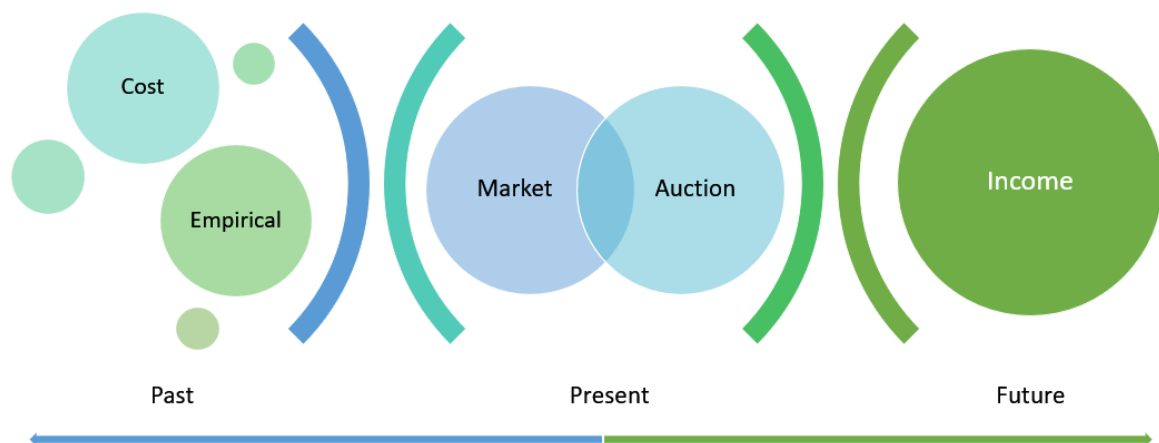 Cost
Empirical
Market
Auction
Income
Past
Present
Future